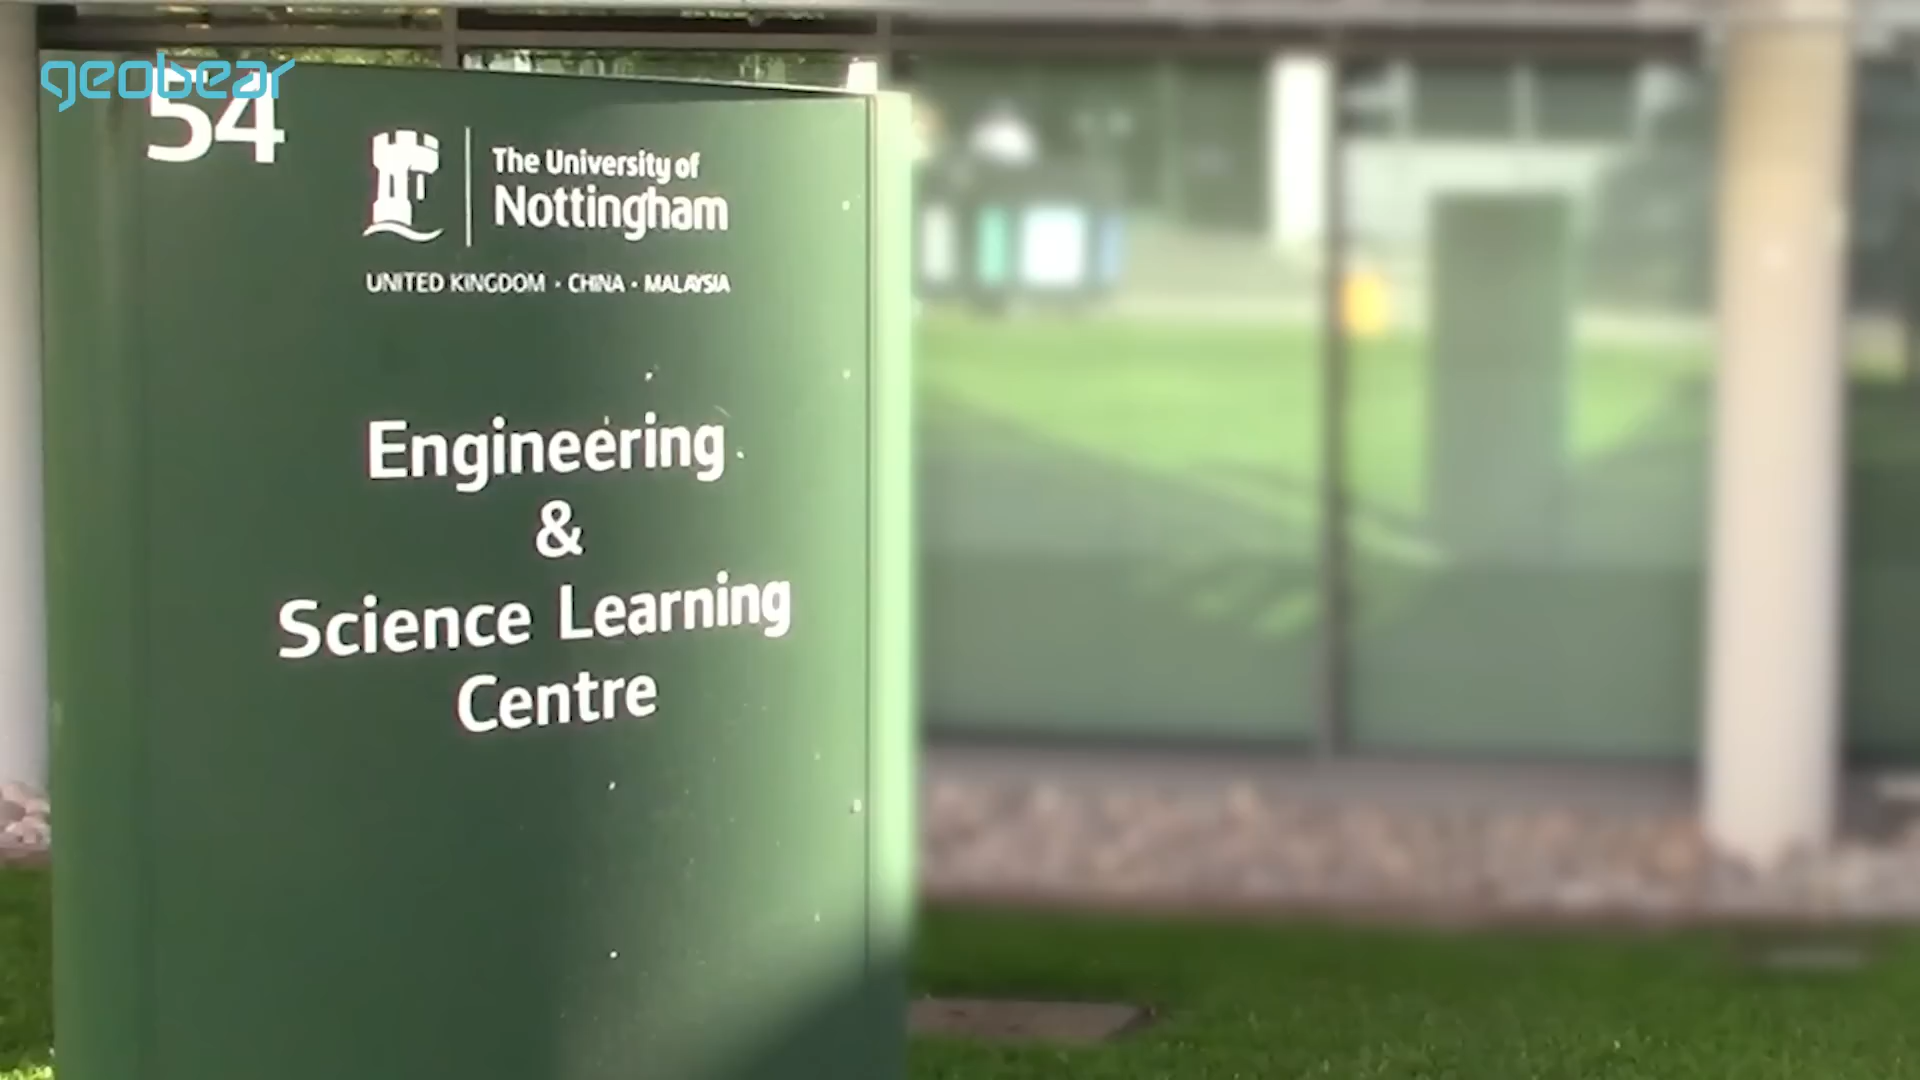 geobear
54
The University of
Nottingham
UNITED KINGDOM · CHINA · MALAYSIA
Engineering
&
Science Learning
Centre